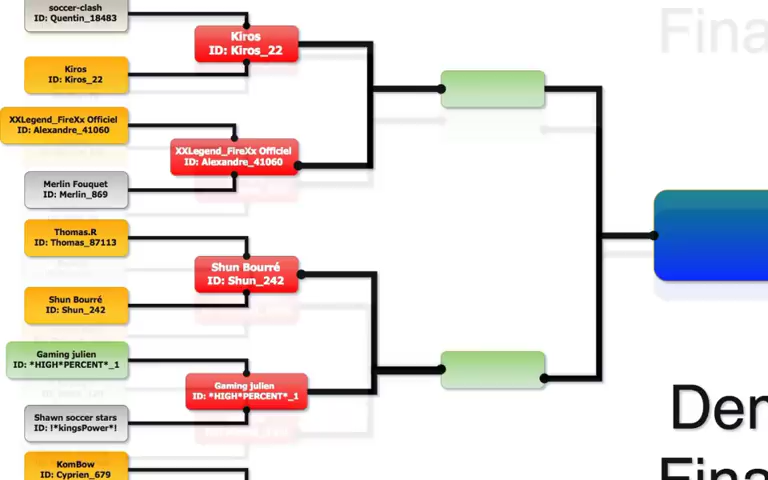 soccer-clash
ID: Quentin_18483
Kiros
ID: Kiros_22
Kiros
ID: Kiros_22
XXLegend_FireXx Officiel
ID: Alexandre_41060
XXLegend_FireXx Officiel
ID: Alexandre_41060
Merlin Fouquet
ID: Merlin_869
Thomas.R
ID: Thomas_87113
Shun Bourré
ID: Shun_242
Shun Bourré
ID: Shun_242
Gaming julien
ID: *HIGH*PERCENT*_1
Gaming julien
ID: *HIGH*PERCENT*_1
Shawn soccer stars
ID: !*kingsPower*!
KomBow
ID: Cyprien_679
Fina
Den
Fina